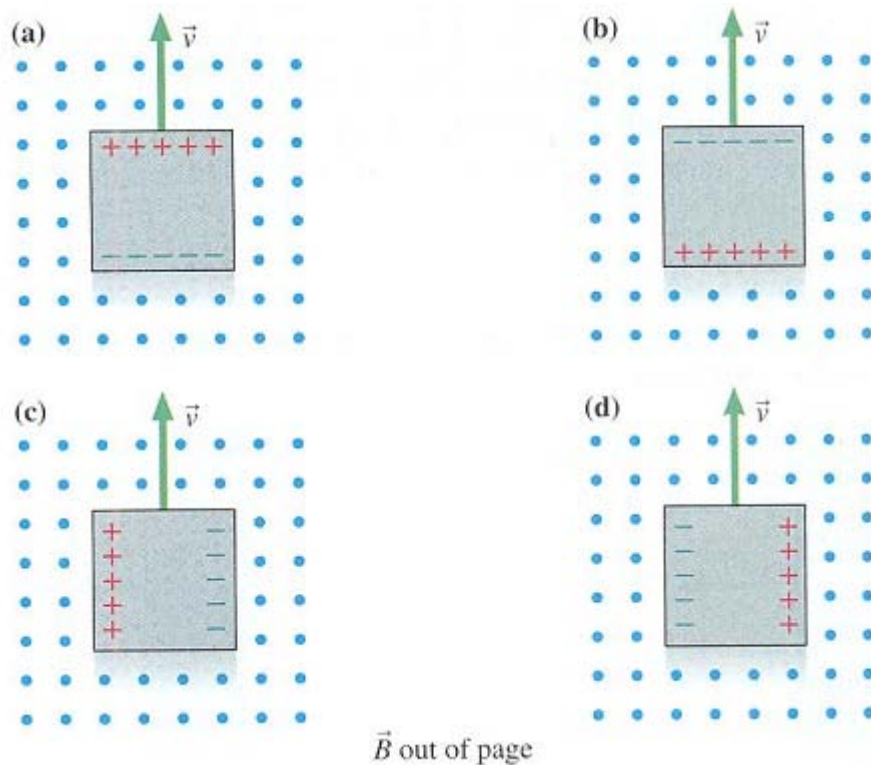 (a)
v⃗
(b)
v⃗
+ + + + +
− − − − −
− − − − −
+ + + + +
(c)
v⃗
(d)
v⃗
+ −
+ −
+ −
+ −
+ −
− +
− +
− +
− +
− +
B⃗ out of page